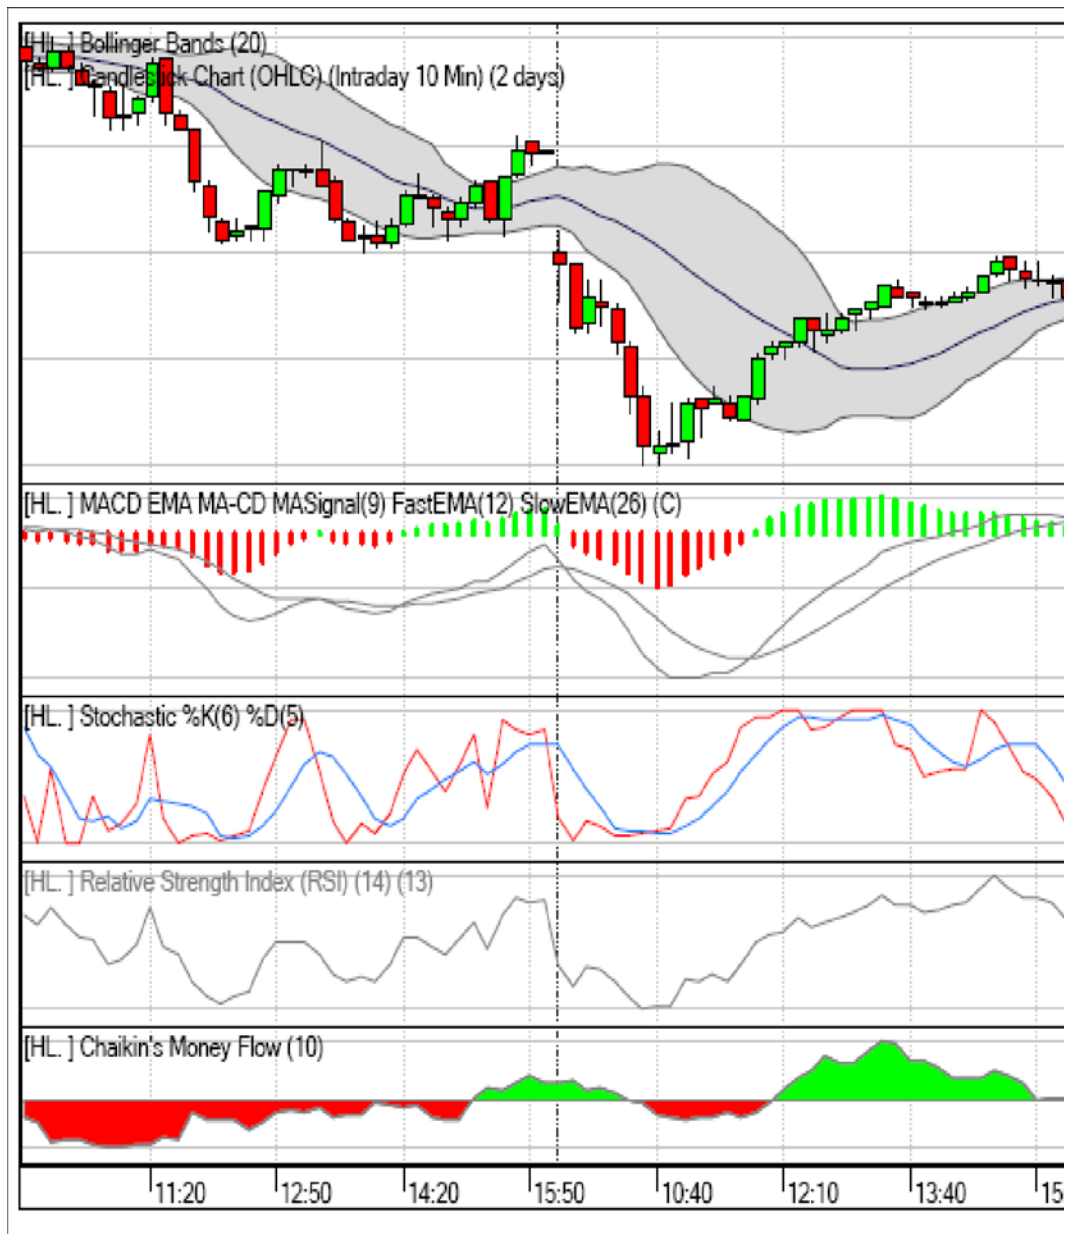 [HL. ] Bollinger Bands (20)
[HL. ] Candlestick Chart (OHLC) (Intraday 10 Min) (2 days)
[HL. ] MACD EMA MA-CD MASignal(9) FastEMA(12) SlowEMA(26) (C)
[HL. ] Stochastic %K(6) %D(5)
[HL. ] Relative Strength Index (RSI) (14) (13)
[HL. ] Chaikin's Money Flow (10)
11:20 12:50 14:20 15:50 10:40 12:10 13:40 15